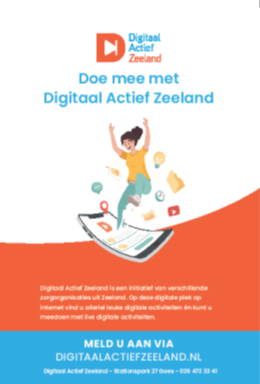 Digitaal
Actief
Zeeland
Doe mee met
Digitaal Actief Zeeland
Digitaal Actief Zeeland is een initiatief van verschillende
zorgorganisaties uit Zeeland. Op deze digitale plek op
internet vind u allerlei leuke digitale activiteiten én kunt u
meedoen met live digitale activiteiten.
MELD U AAN VIA
DIGITAALACTIEFZEELAND.NL
Digitaal Actief Zeeland - Stationspark 27 Goes - 026 472 33 41